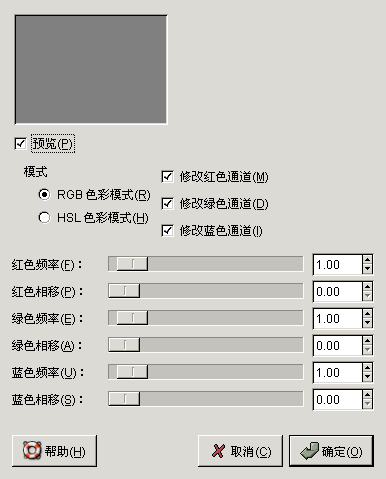 预览(P)
模式
RGB 色彩模式(R)
HSL 色彩模式(H)
修改红色通道(M)
修改绿色通道(D)
修改蓝色通道(I)
红色频率(F)： 1.00
红色相移(P)： 0.00
绿色频率(E)： 1.00
绿色相移(A)： 0.00
蓝色频率(U)： 1.00
蓝色相移(S)： 0.00
帮助(H) 取消(C) 确定(O)